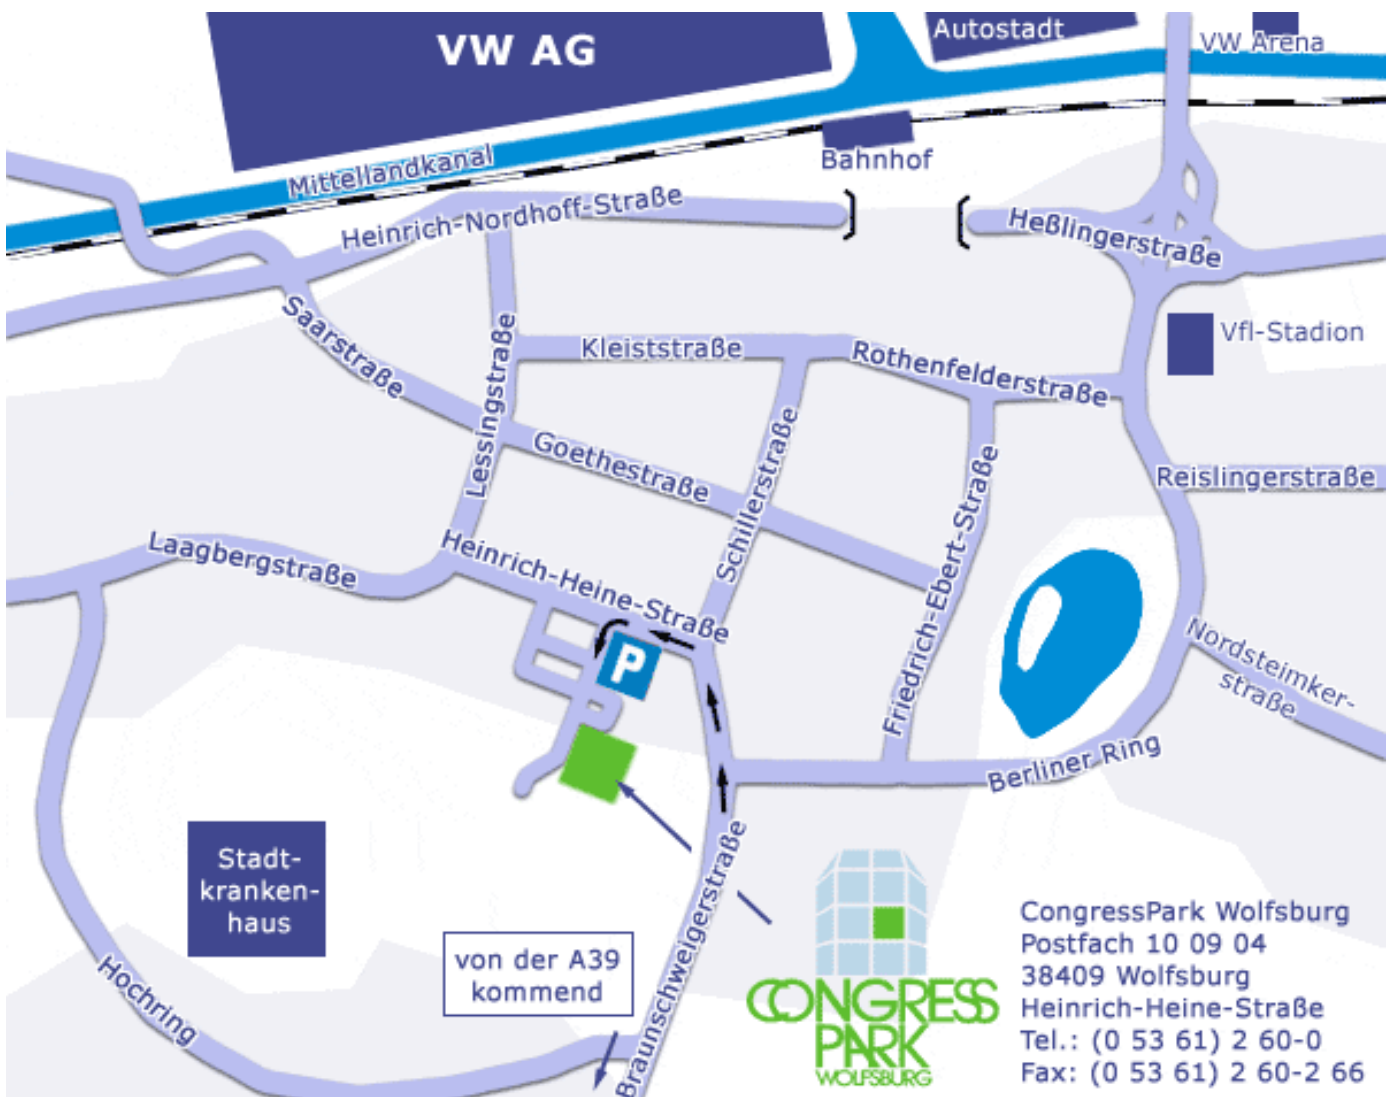 VW AG
Autostadt
VW Arena
Mittellandkanal
Bahnhof
Heinrich-Nordhoff-Straße
Heßlingerstraße
Saarstraße
Lessingstraße
Kleiststraße
Rothenfelderstraße
Vfl-Stadion
Goethestraße
Schillerstraße
Friedrich-Ebert-Straße
Reislingerstraße
Laagbergstraße
Heinrich-Heine-Straße
P
Nordsteimker-
straße
Berliner Ring
Stadt-
kranken-
haus
Hochring
von der A39
kommend
Braunschweigerstraße
CONGRESS
PARK
WOLFSBURG
CongressPark Wolfsburg
Postfach 10 09 04
38409 Wolfsburg
Heinrich-Heine-Straße
Tel.: (0 53 61) 2 60-0
Fax: (0 53 61) 2 60-2 66